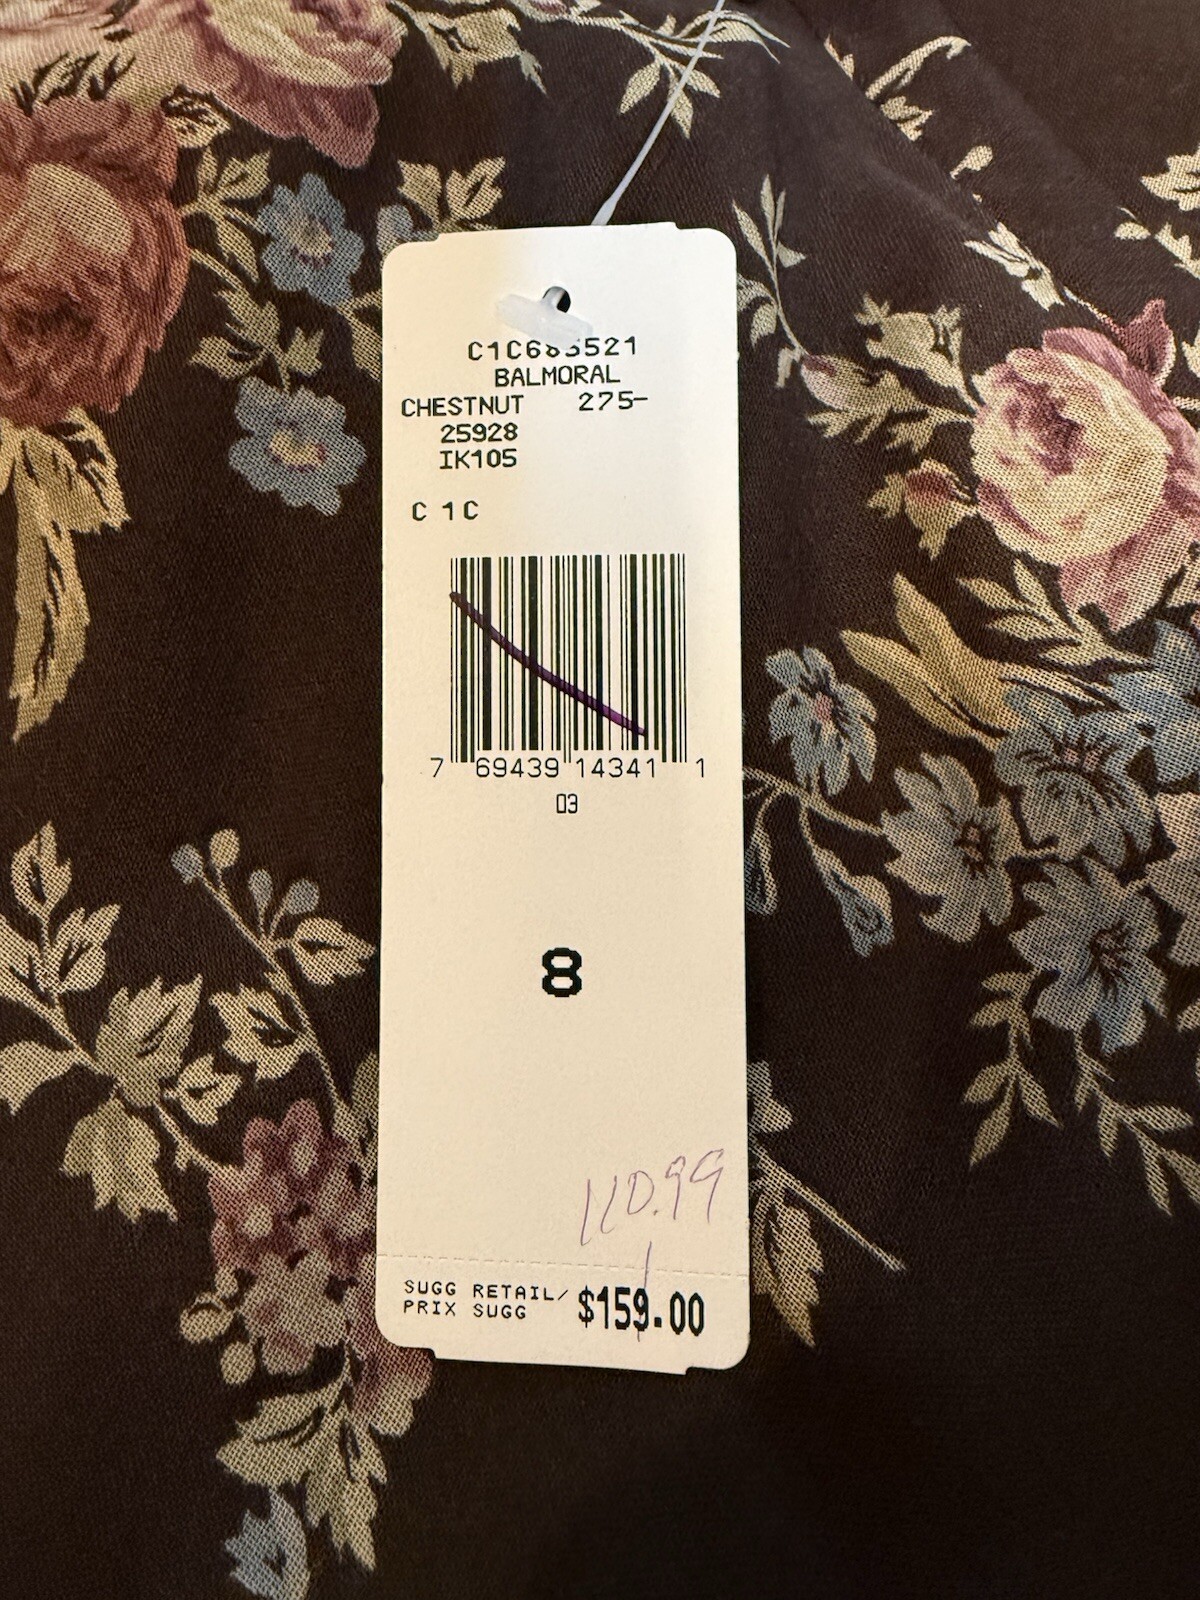 BALMORAL
CHESTNUT 275-
25928
IK105
C 1C
7 69439 14341 1
03
8
110.99
SUGG RETAIL/
PRIX SUGG $159.00